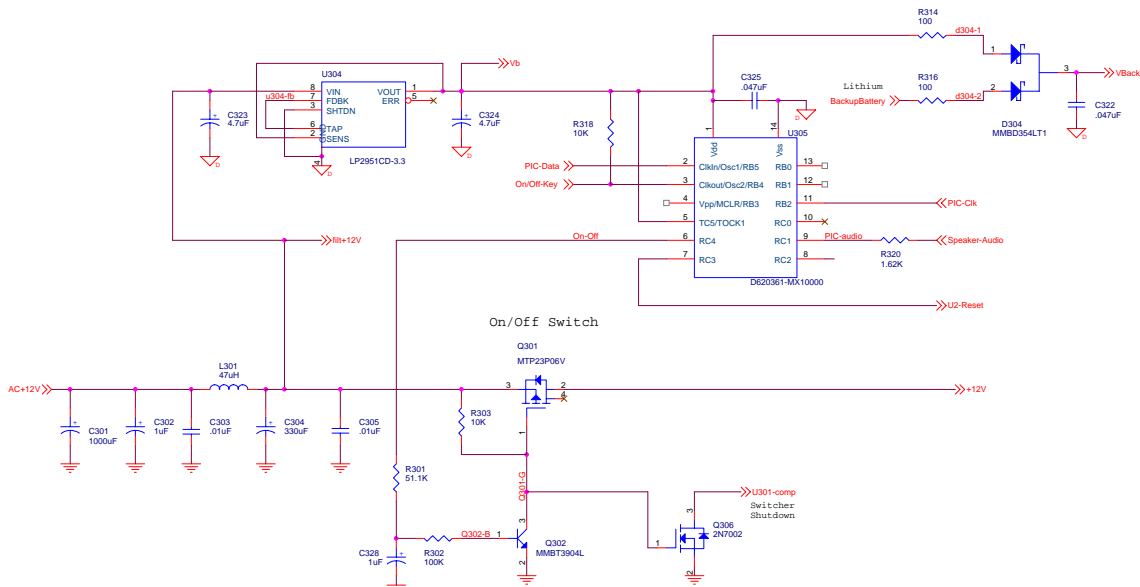 R314
100
d304-1
1
U304
Vb
3
VBack
C325
.047uF
Lithium
BackupBattery
R316
100
d304-2
2
u304-fb
8
7
3
6
2
VIN
FDBK
SHTDN
TAP
SENS
VOUT
ERR
1
5
4
D
LP2951CD-3.3
C323
4.7uF
D
C324
4.7uF
D
R318
10K
D
D304
MMBD354LT1
C322
.047uF
D
1
14
U305
Vdd
Vss
PIC-Data
2
ClkIn/Osc1/RB5
RB0
13
On/Off-Key
3
Clkout/Osc2/RB4
RB1
12
4
Vpp/MCLR/RB3
RB2
11
PIC-Clk
5
TC5/TOCK1
RC0
10
On-Off
6
RC4
RC1
9
PIC-audio
Speaker-Audio
7
RC3
RC2
8
R320
1.62K
D620361-MX10000
filt+12V
U2-Reset
On/Off Switch
Q301
MTP23P06V
AC+12V
L301
47uH
3
2
4
1
+12V
C301
1000uF
C302
1uF
C303
.01uF
C304
330uF
C305
.01uF
R303
10K
R301
51.1K
Q301-G
U301-comp
Switcher
Shutdown
C328
1uF
R302
100K
Q302-B
1
3
2
Q302
MMBT3904L
1
3
2
Q306
2N7002